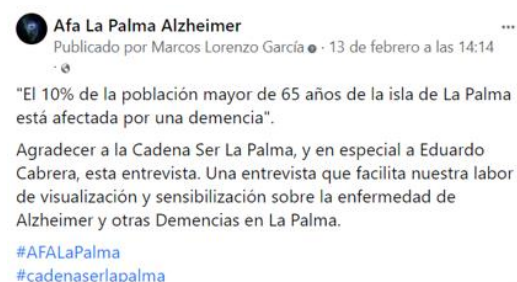 Afa La Palma Alzheimer
Publicado por Marcos Lorenzo García · 13 de febrero a las 14:14
·
"El 10% de la población mayor de 65 años de la isla de La Palma
está afectada por una demencia".
Agradecer a la Cadena Ser La Palma, y en especial a Eduardo
Cabrera, esta entrevista. Una entrevista que facilita nuestra labor
de visualización y sensibilización sobre la enfermedad de
Alzheimer y otras Demencias en La Palma.
#AFALaPalma
#cadenaserlapalma